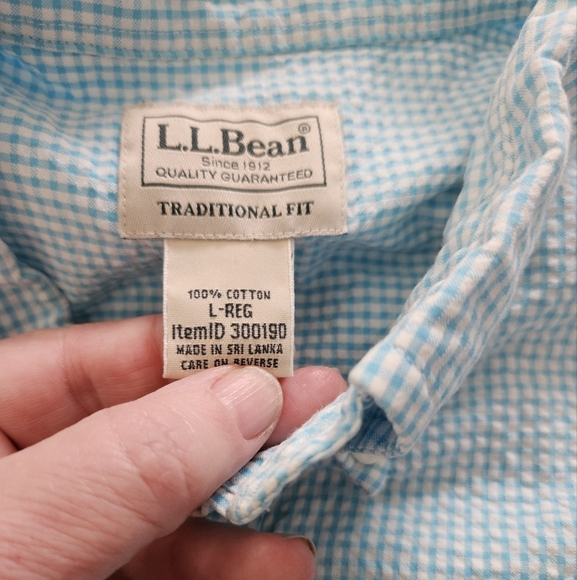 L.L.Bean®
Since 1912
QUALITY GUARANTEED
TRADITIONAL FIT
100% COTTON
L-REG
ItemID 300190
MADE IN SRI LANKA
CARE ON REVERSE